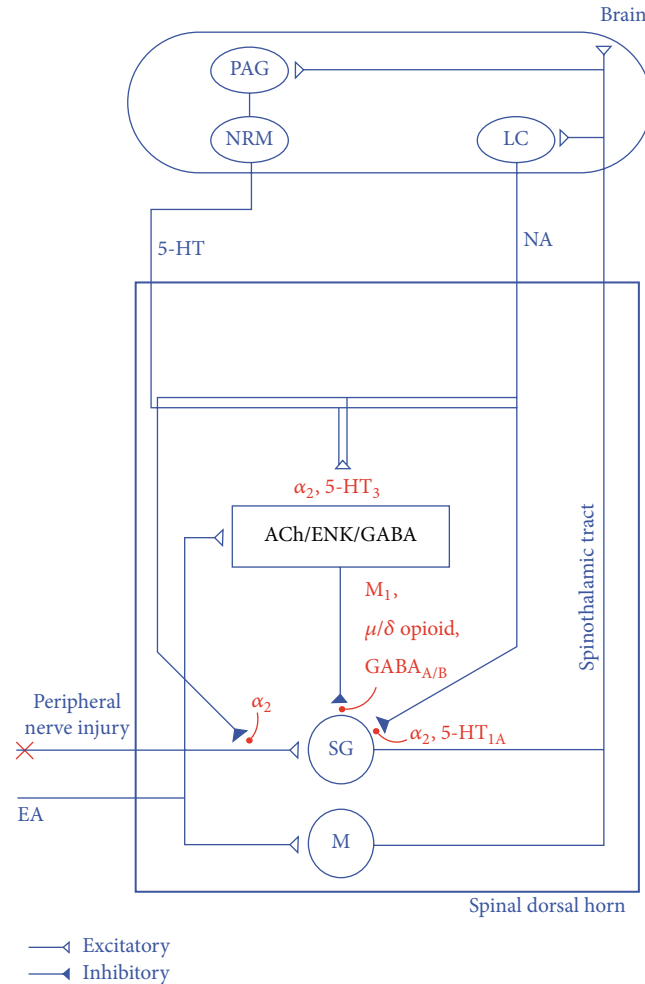 Brain
PAG
NRM
LC
5-HT
NA
α₂, 5-HT₃
ACh/ENK/GABA
M₁,
μ/δ opioid,
GABA_A/B
Spinothalamic tract
Peripheral
nerve injury
α₂
α₂, 5-HT₁A
SG
EA
M
Spinal dorsal horn
Excitatory
Inhibitory